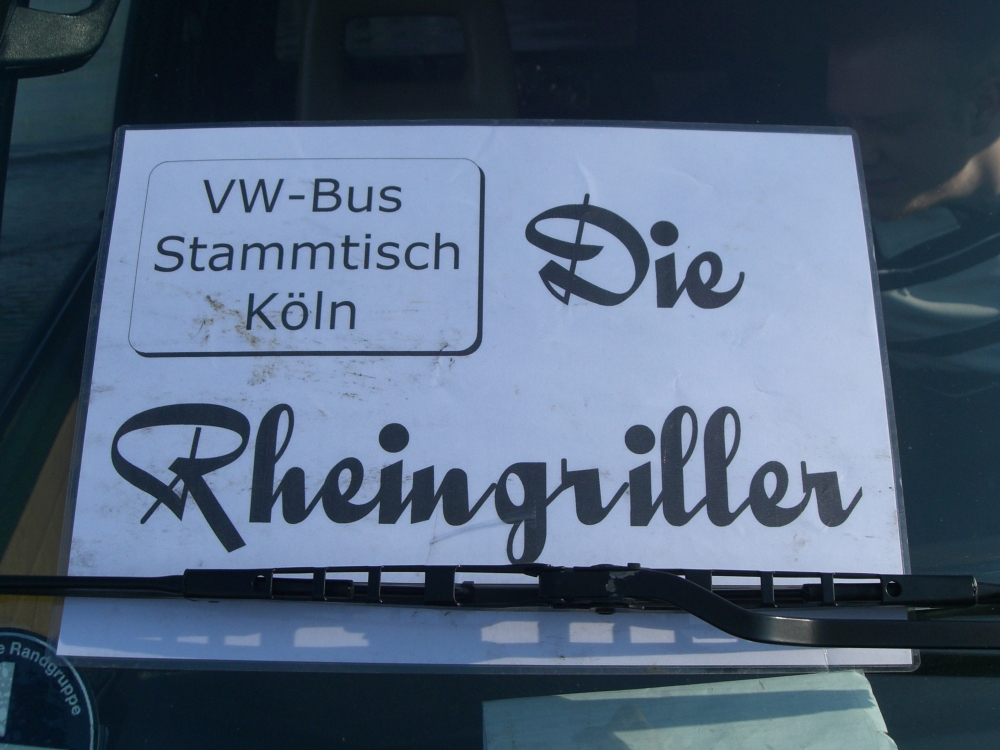 VW-Bus
Stammtisch
Köln
Die
Rheingriller
e Randgruppe